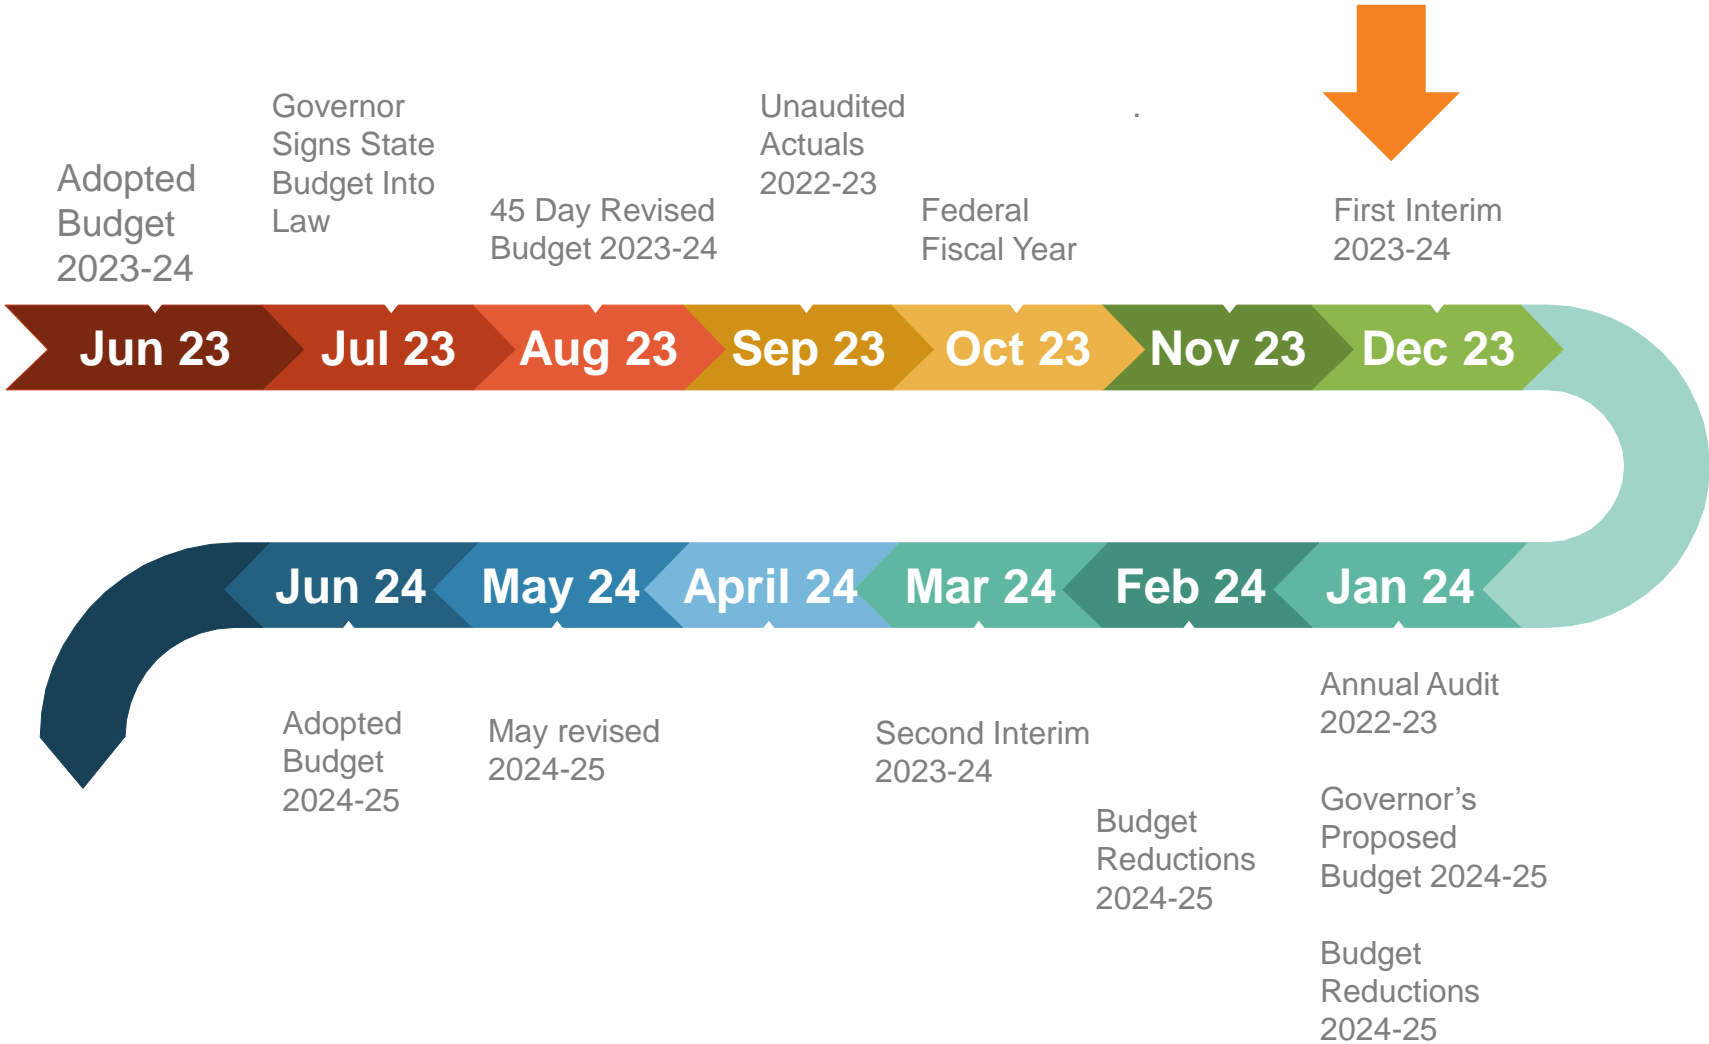 Adopted
Budget
2023-24
Governor
Signs State
Budget Into
Law
45 Day Revised
Budget 2023-24
Unaudited
Actuals
2022-23
Federal
Fiscal Year
.
First Interim
2023-24
Jun 23
Jul 23
Aug 23
Sep 23
Oct 23
Nov 23
Dec 23
Jun 24
May 24
April 24
Mar 24
Feb 24
Jan 24
Adopted
Budget
2024-25
May revised
2024-25
Second Interim
2023-24
Budget
Reductions
2024-25
Annual Audit
2022-23
Governor’s
Proposed
Budget 2024-25
Budget
Reductions
2024-25